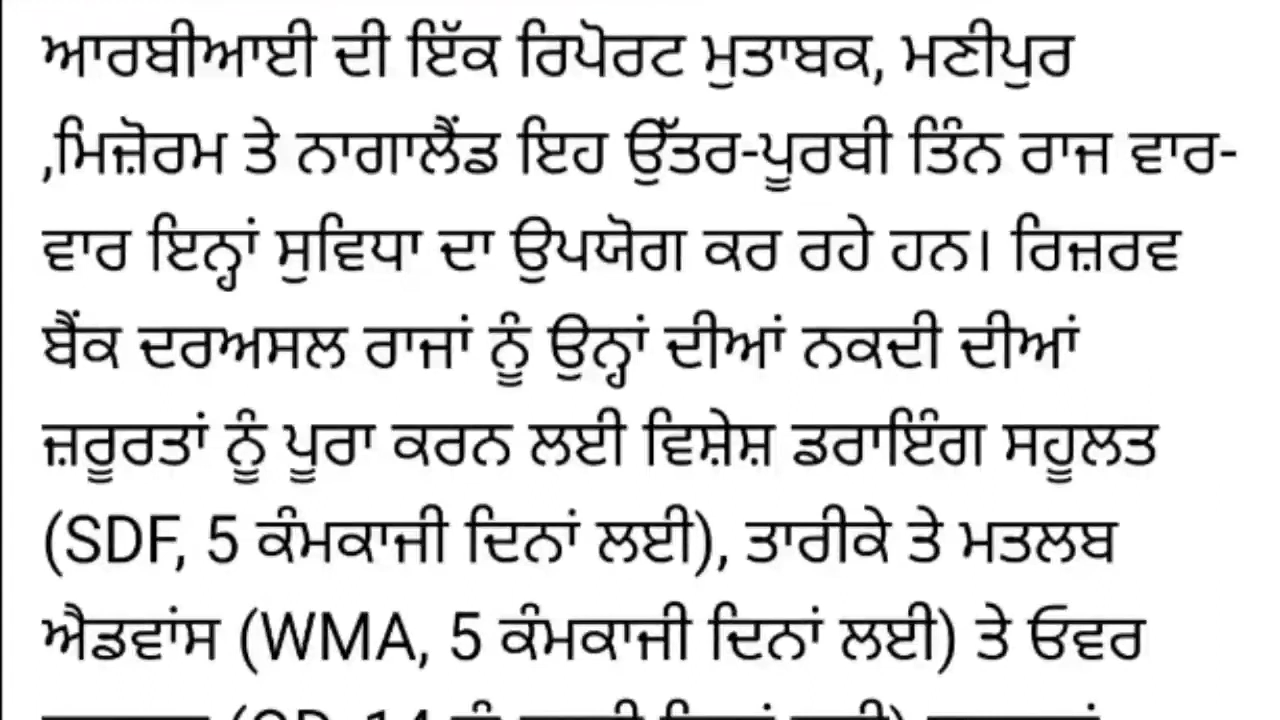 ਆਰਬੀਆਈ ਦੀ ਇੱਕ ਰਿਪੋਰਟ ਮੁਤਾਬਕ, ਮਣੀਪੁਰ
,ਮਿਜ਼ੋਰਮ ਤੇ ਨਾਗਾਲੈਂਡ ਇਹ ਉੱਤਰ-ਪੂਰਬੀ ਤਿੰਨ ਰਾਜ ਵਾਰ-
ਵਾਰ ਇਨ੍ਹਾਂ ਸੁਵਿਧਾ ਦਾ ਉਪਯੋਗ ਕਰ ਰਹੇ ਹਨ। ਰਿਜ਼ਰਵ
ਬੈਂਕ ਦਰਅਸਲ ਰਾਜਾਂ ਨੂੰ ਉਨ੍ਹਾਂ ਦੀਆਂ ਨਕਦੀ ਦੀਆਂ
ਜ਼ਰੂਰਤਾਂ ਨੂੰ ਪੂਰਾ ਕਰਨ ਲਈ ਵਿਸ਼ੇਸ਼ ਡਰਾਇੰਗ ਸਹੂਲਤ
(SDF, 5 ਕੰਮਕਾਜੀ ਦਿਨਾਂ ਲਈ), ਤਾਰੀਕੇ ਤੇ ਮਤਲਬ
ਐਡਵਾਂਸ (WMA, 5 ਕੰਮਕਾਜੀ ਦਿਨਾਂ ਲਈ) ਤੇ ਓਵਰ